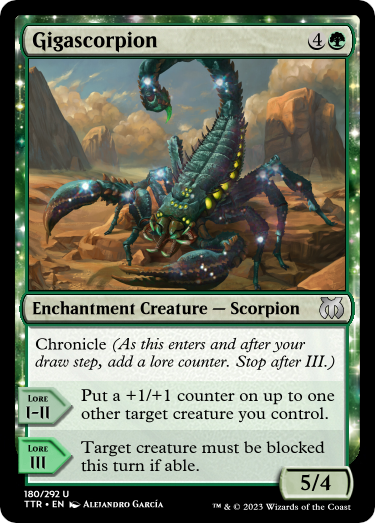 Gigascorpion 4
Enchantment Creature — Scorpion
Chronicle (As this enters and after your
draw step, add a lore counter. Stop after III.)
LORE
I-II
Put a +1/+1 counter on up to one
other target creature you control.
LORE
III
Target creature must be blocked
this turn if able.
5/4
180/292 U
TTR • EN Alejandro García
™ & © 2023 Wizards of the Coast